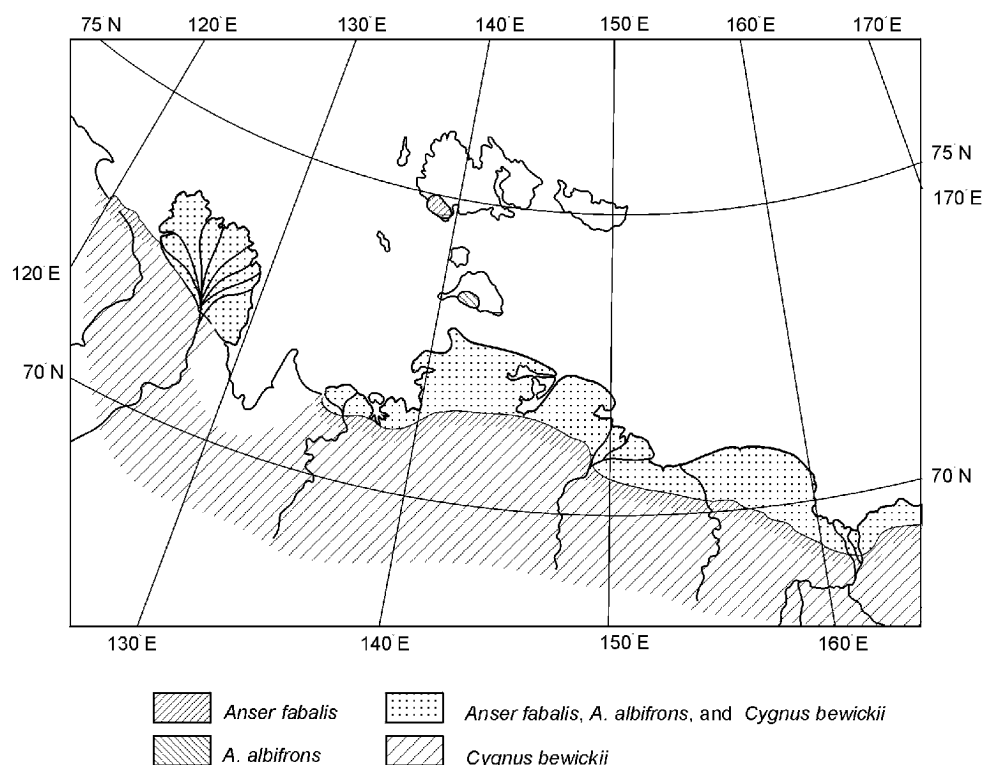 75˙N 120˙E 130˙E 140˙E 150˙E 160˙E 170˙E
75˙N
170˙E
120˙E
70˙N
70˙N
130˙E 140˙E 150˙E 160˙E
Anser fabalis Anser fabalis, A. albifrons, and Cygnus bewickii
A. albifrons Cygnus bewickii